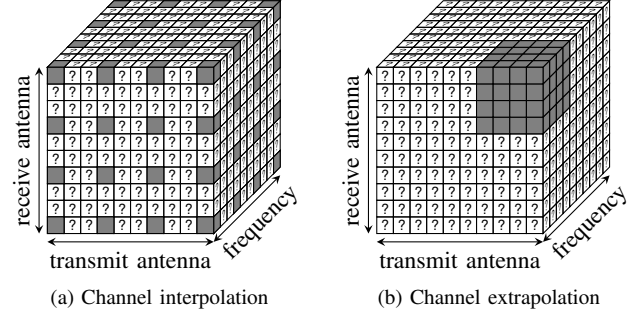 receive antenna
transmit antenna
frequency
(a) Channel interpolation
receive antenna
transmit antenna
frequency
(b) Channel extrapolation